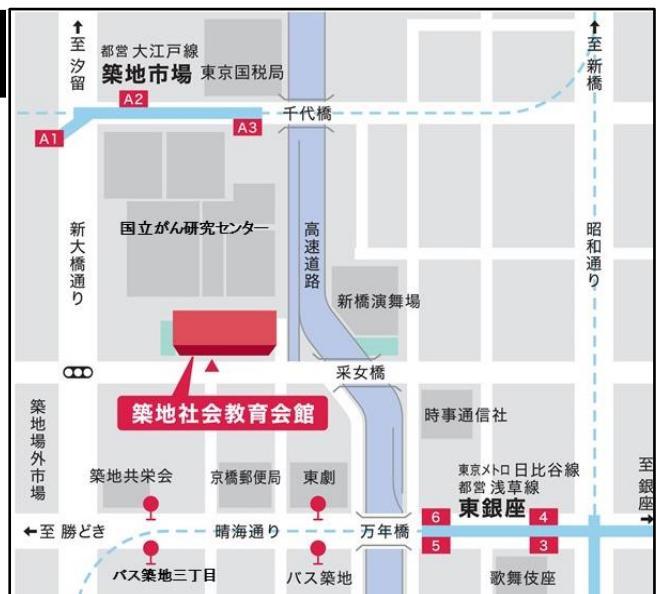 至 汐留
都営 大江戸線
築地市場
東京国税局
至 新橋
A2
A1
A3
千代橋
国立がん研究センター
新大橋通り
高速道路
昭和通り
新橋演舞場
采女橋
築地社会教育会館
築地場外市場
時事通信社
築地共栄会
京橋郵便局
東劇
東京メトロ 日比谷線
都営 浅草線
東銀座
至 銀座
6
4
至 勝どき
晴海通り
万年橋
5
3
バス築地三丁目
バス築地
歌舞伎座